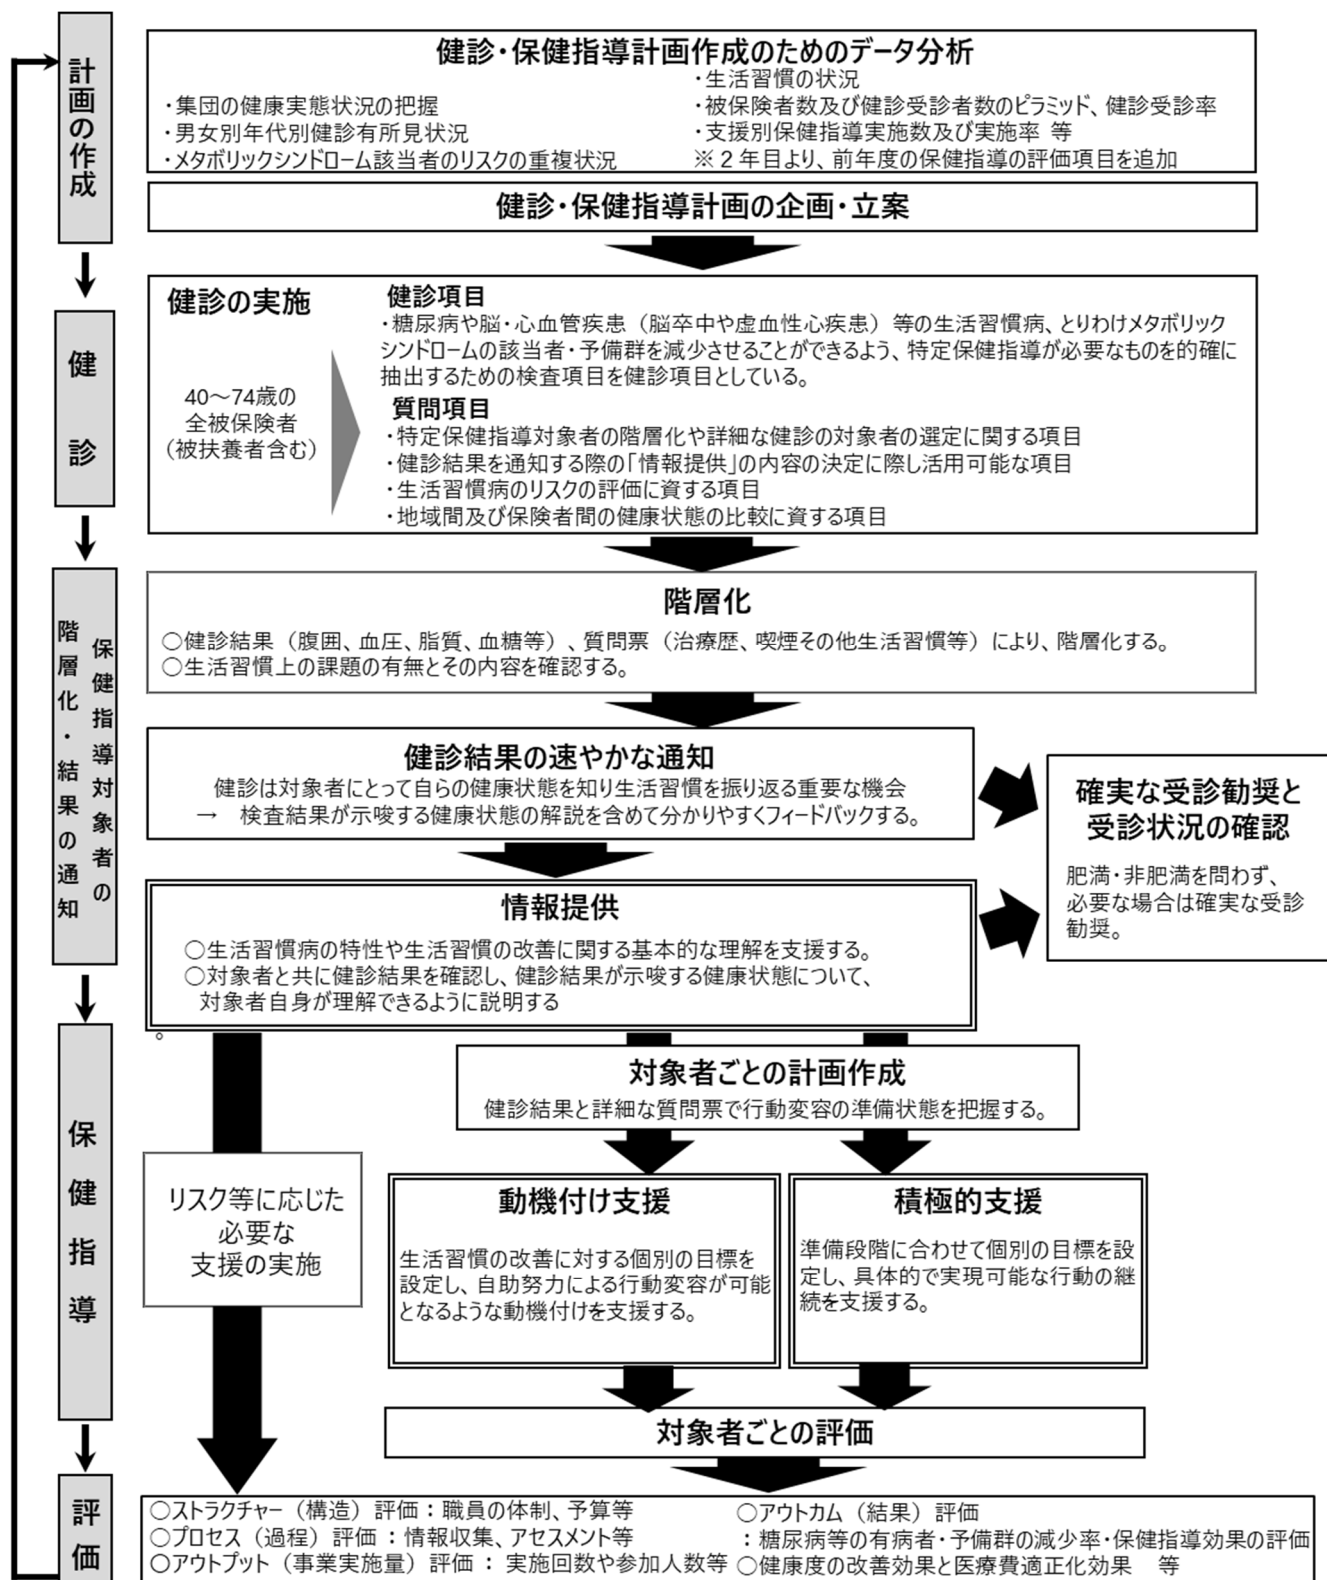 計画の作成
健診・保健指導計画作成のためのデータ分析
・集団の健康実態状況の把握
・男女別年代別健診有所見状況
・メタボリックシンドローム該当者のリスクの重複状況
・生活習慣の状況
・被保険者数及び健診受診者数のピラミッド、健診受診率
・支援別保健指導実施数及び実施率 等
※２年目より、前年度の保健指導の評価項目を追加
健診・保健指導計画の企画・立案
健診
健診の実施
40～74歳の
全被保険者
（被扶養者含む）
健診項目
・糖尿病や脳・心血管疾患（脳卒中や虚血性心疾患）等の生活習慣病、とりわけメタボリック
シンドロームの該当者・予備群を減少させることができるよう、特定保健指導が必要なものを的確に
抽出するための検査項目を健診項目としている。
質問項目
・特定保健指導対象者の階層化や詳細な健診の対象者の選定に関する項目
・健診結果を通知する際の「情報提供」の内容の決定に際し活用可能な項目
・生活習慣病のリスクの評価に資する項目
・地域間及び保険者間の健康状態の比較に資する項目
保健指導対象者の
階層化・結果の通知
階層化
○健診結果（腹囲、血圧、脂質、血糖等）、質問票（治療歴、喫煙その他生活習慣等）により、階層化する。
○生活習慣上の課題の有無とその内容を確認する。
健診結果の速やかな通知
健診は対象者にとって自らの健康状態を知り生活習慣を振り返る重要な機会
→ 検査結果が示唆する健康状態の解説を含めて分かりやすくフィードバックする。
確実な受診勧奨と
受診状況の確認
肥満・非肥満を問わず、
必要な場合は確実な受診
勧奨。
情報提供
○生活習慣病の特性や生活習慣の改善に関する基本的な理解を支援する。
○対象者と共に健診結果を確認し、健診結果が示唆する健康状態について、
対象者自身が理解できるように説明する
。
保健指導
対象者ごとの計画作成
健診結果と詳細な質問票で行動変容の準備状態を把握する。
リスク等に応じた
必要な
支援の実施
動機付け支援
生活習慣の改善に対する個別の目標を
設定し、自助努力による行動変容が可能
となるような動機付けを支援する。
積極的支援
準備段階に合わせて個別の目標を設
定し、具体的で実現可能な行動の継
続を支援する。
対象者ごとの評価
評価
○ストラクチャー（構造）評価：職員の体制、予算等
○プロセス（過程）評価：情報収集、アセスメント等
○アウトプット（事業実施量）評価： 実施回数や参加人数等
○アウトカム（結果）評価
：糖尿病等の有病者・予備群の減少率・保健指導効果の評価
○健康度の改善効果と医療費適正化効果 等